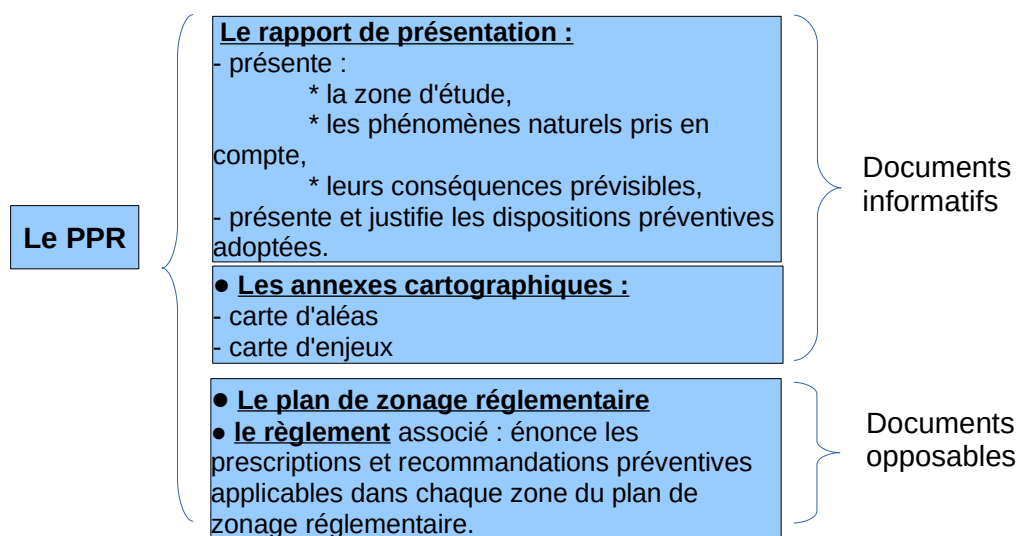 Le rapport de présentation :
- présente :
* la zone d'étude,
* les phénomènes naturels pris en
compte,
* leurs conséquences prévisibles,
- présente et justifie les dispositions préventives
adoptées.
Documents
informatifs
Le PPR
● Les annexes cartographiques :
- carte d'aléas
- carte d'enjeux
● Le plan de zonage réglementaire
● le règlement associé : énonce les
prescriptions et recommandations préventives
applicables dans chaque zone du plan de
zonage réglementaire.
Documents
opposables